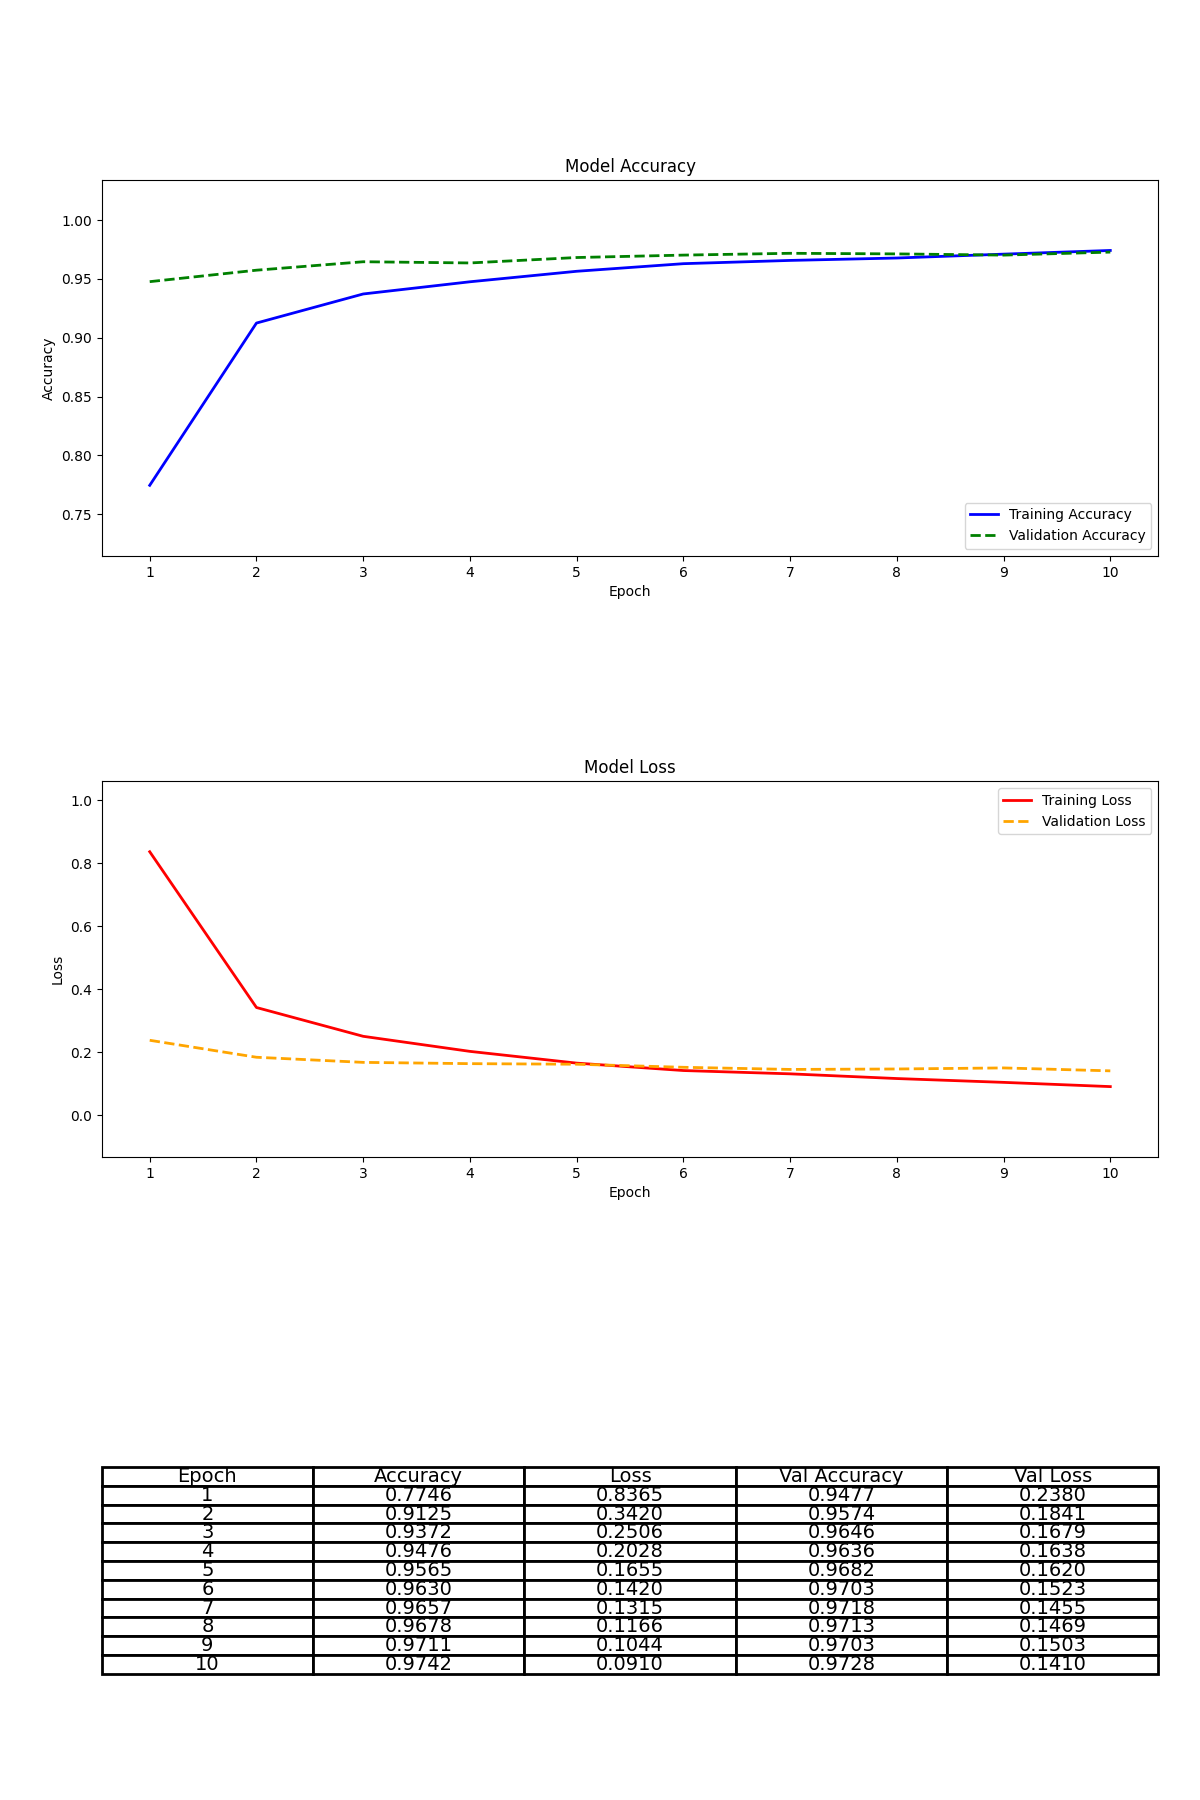 Model Accuracy
1.00
0.95
0.90
0.85
0.80
0.75
Accuracy
Training Accuracy
Validation Accuracy
1 2 3 4 5 6 7 8 9 10
Epoch
Model Loss
1.0
0.8
0.6
0.4
0.2
0.0
Loss
Training Loss
Validation Loss
1 2 3 4 5 6 7 8 9 10
Epoch
Epoch Accuracy Loss Val Accuracy Val Loss
1 0.7746 0.8365 0.9477 0.2380
2 0.9125 0.3420 0.9574 0.1841
3 0.9372 0.2506 0.9646 0.1679
4 0.9476 0.2028 0.9636 0.1638
5 0.9565 0.1655 0.9682 0.1620
6 0.9630 0.1420 0.9703 0.1523
7 0.9657 0.1315 0.9718 0.1455
8 0.9678 0.1166 0.9713 0.1469
9 0.9711 0.1044 0.9703 0.1503
10 0.9742 0.0910 0.9728 0.1410